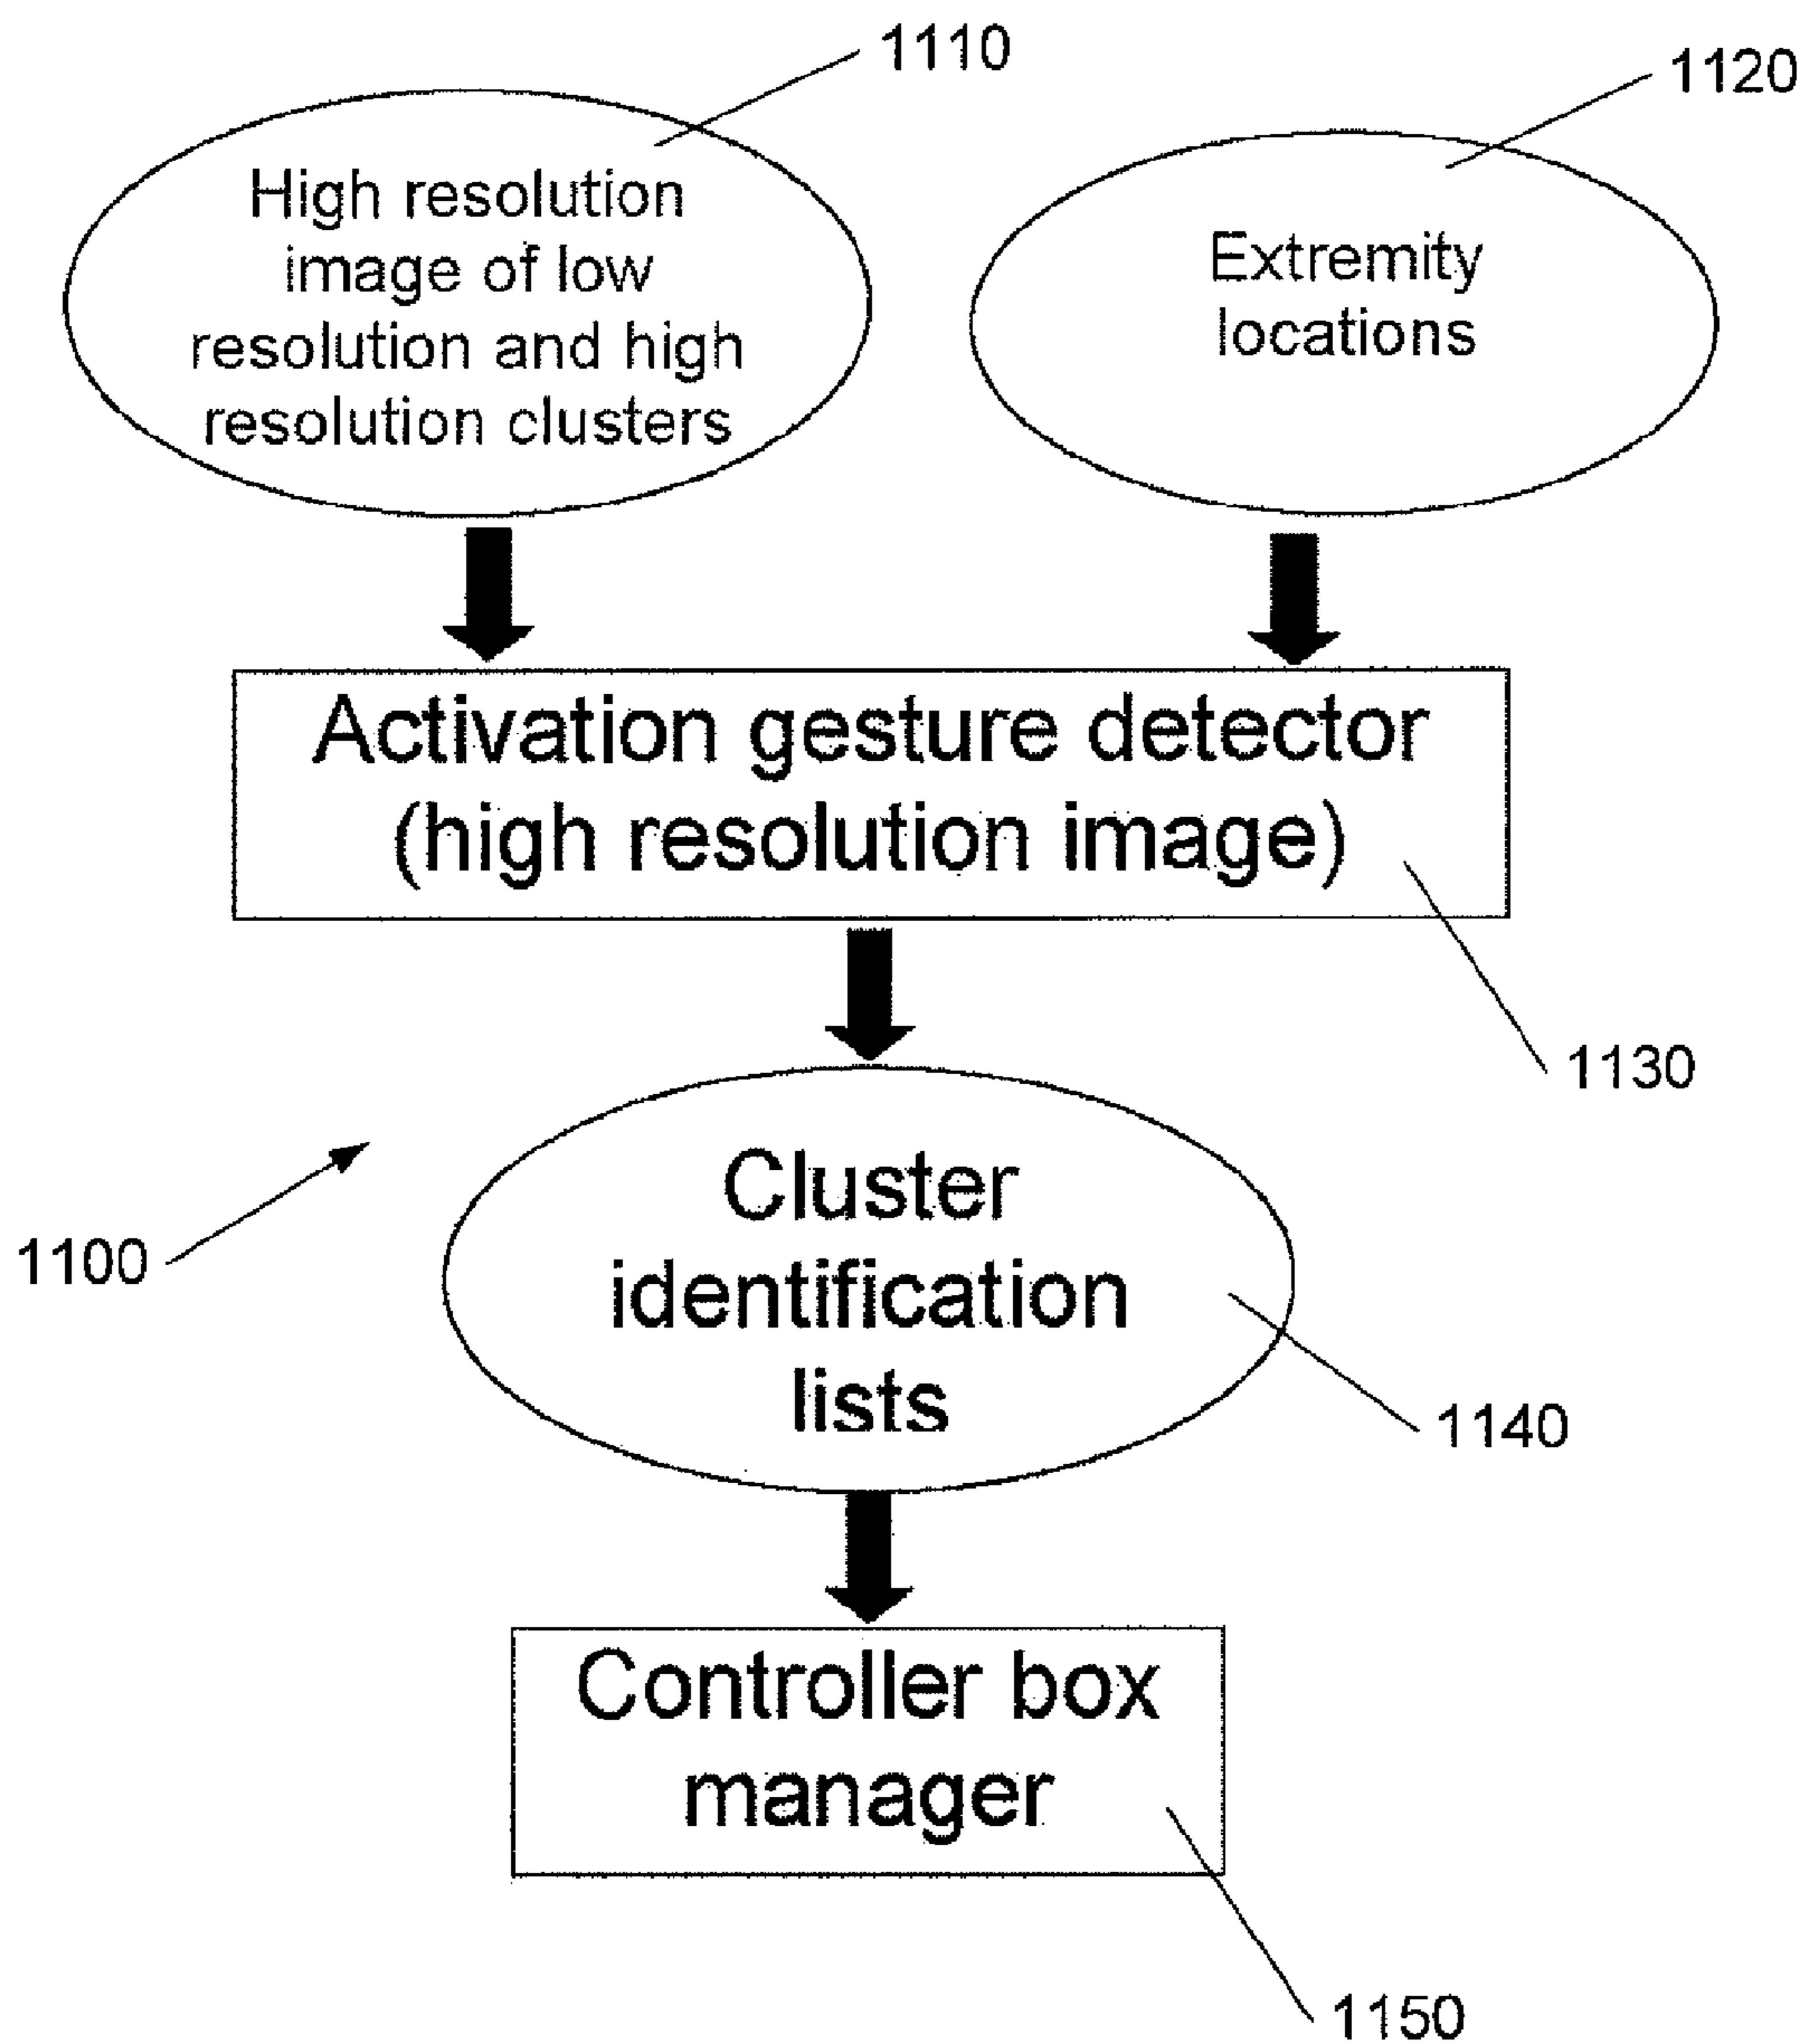 1110
1120
High resolution
image of low
resolution and high
resolution clusters
Extremity
locations
Activation gesture detector
(high resolution image)
1130
Cluster
identification
lists
1100
1140
Controller box
manager
1150